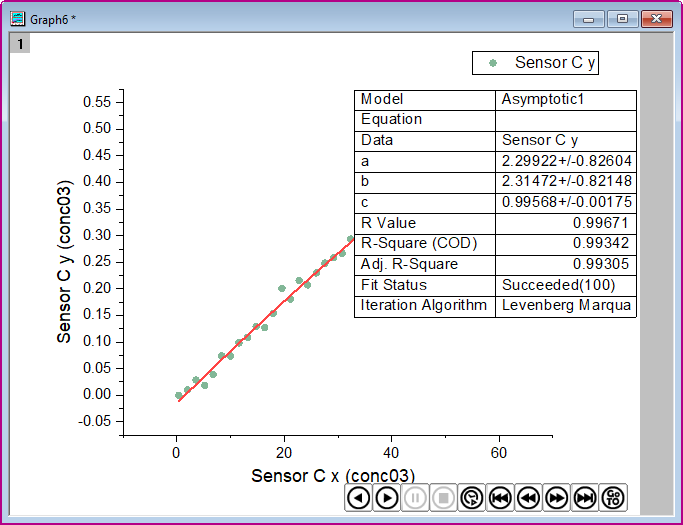 Graph6 *
1
Sensor C y
0.55
0.50
0.45
0.40
0.35
0.30
0.25
0.20
0.15
0.10
0.05
0.00
-0.05
Sensor C y (conc03)
Model Asymptotic1
Equation
Data Sensor C y
a 2.29922+/-0.82604
b 2.31472+/-0.82148
c 0.99568+/-0.00175
R Value 0.99671
R-Square (COD) 0.99342
Adj. R-Square 0.99305
Fit Status Succeeded(100)
Iteration Algorithm Levenberg Marqua
0 20 40 60
Sensor C x (conc03)
Go TO